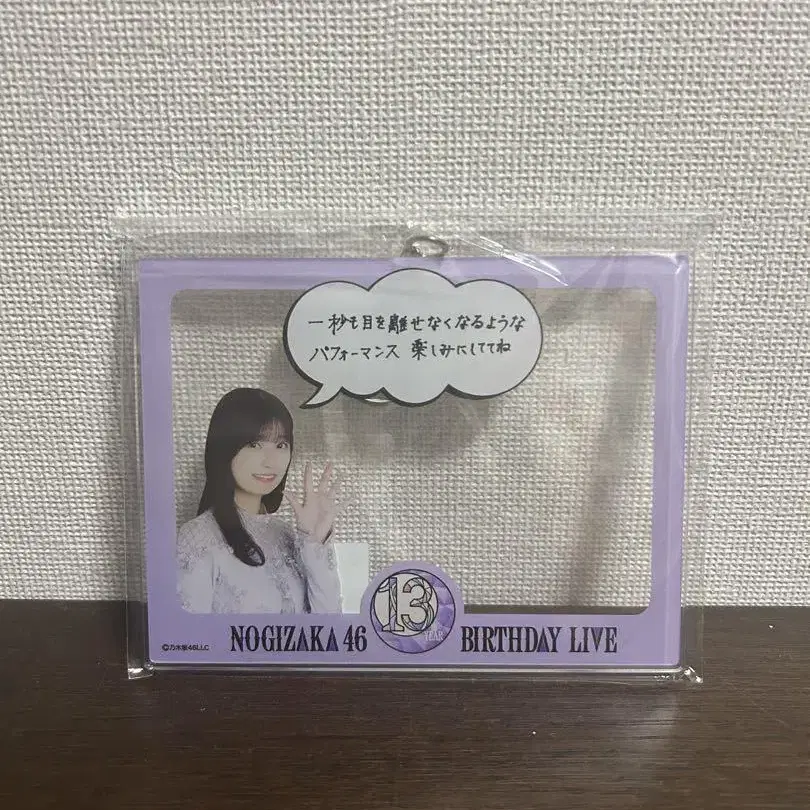 一秒も目を離せなくなるような
パフォーマンス 楽しみにしててね
13
YEAR
©乃木坂46LLC
NOGIZAKA 46 BIRTHDAY LIVE